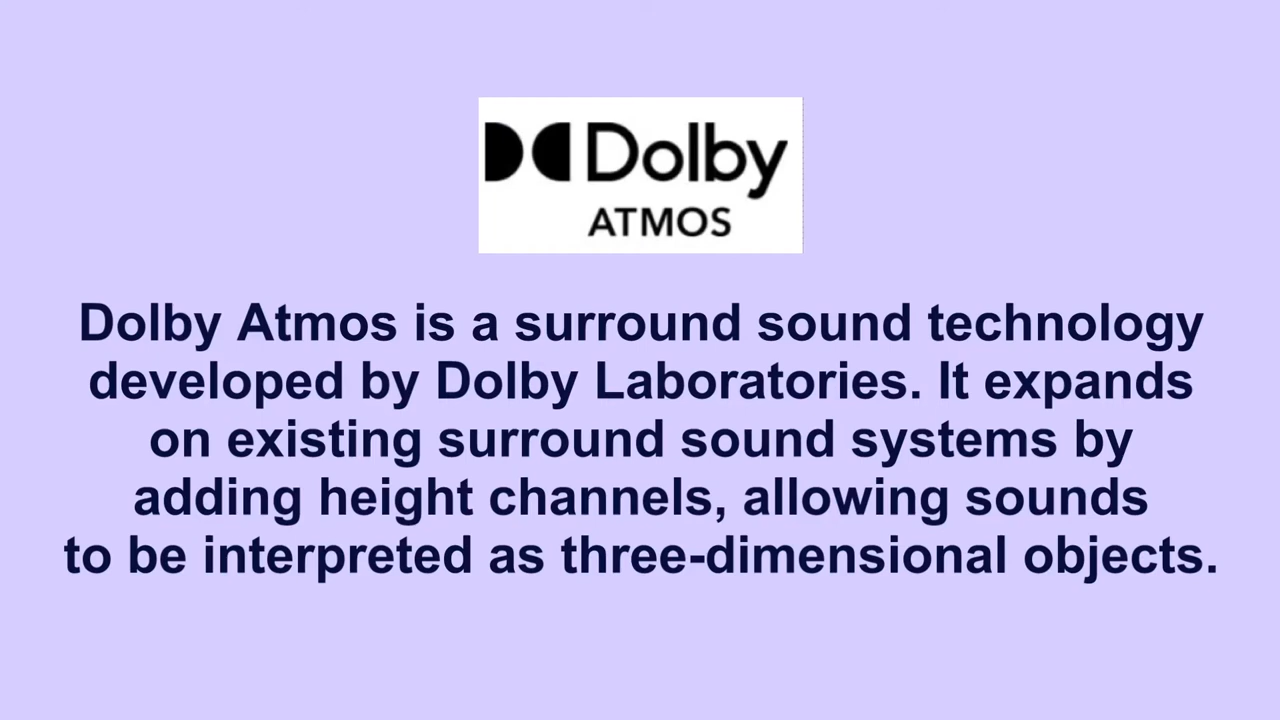 Dolby
ATMOS
Dolby Atmos is a surround sound technology
developed by Dolby Laboratories. It expands
on existing surround sound systems by
adding height channels, allowing sounds
to be interpreted as three-dimensional objects.